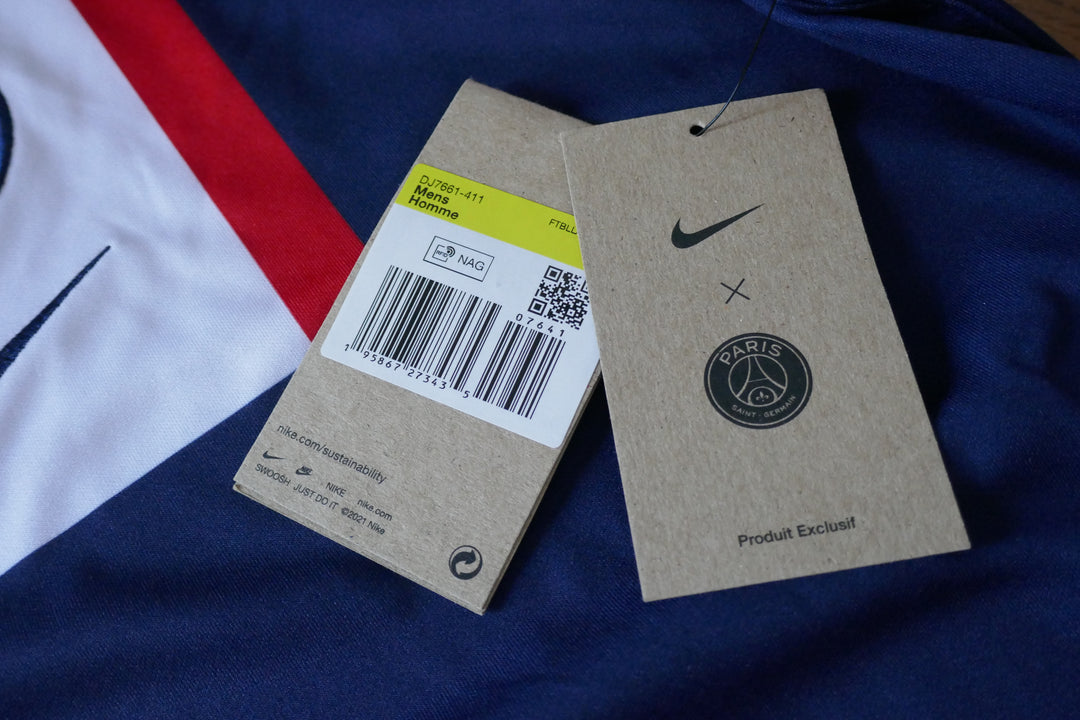 DJ7661-411
Mens
Homme
FTBLL
RFID NAG
07641
1 95867 27343 5
nike.com/sustainability
SWOOSH JUST DO IT NIKE nike.com
©2021 Nike
PARIS
SAINT-GERMAIN
Produit Exclusif